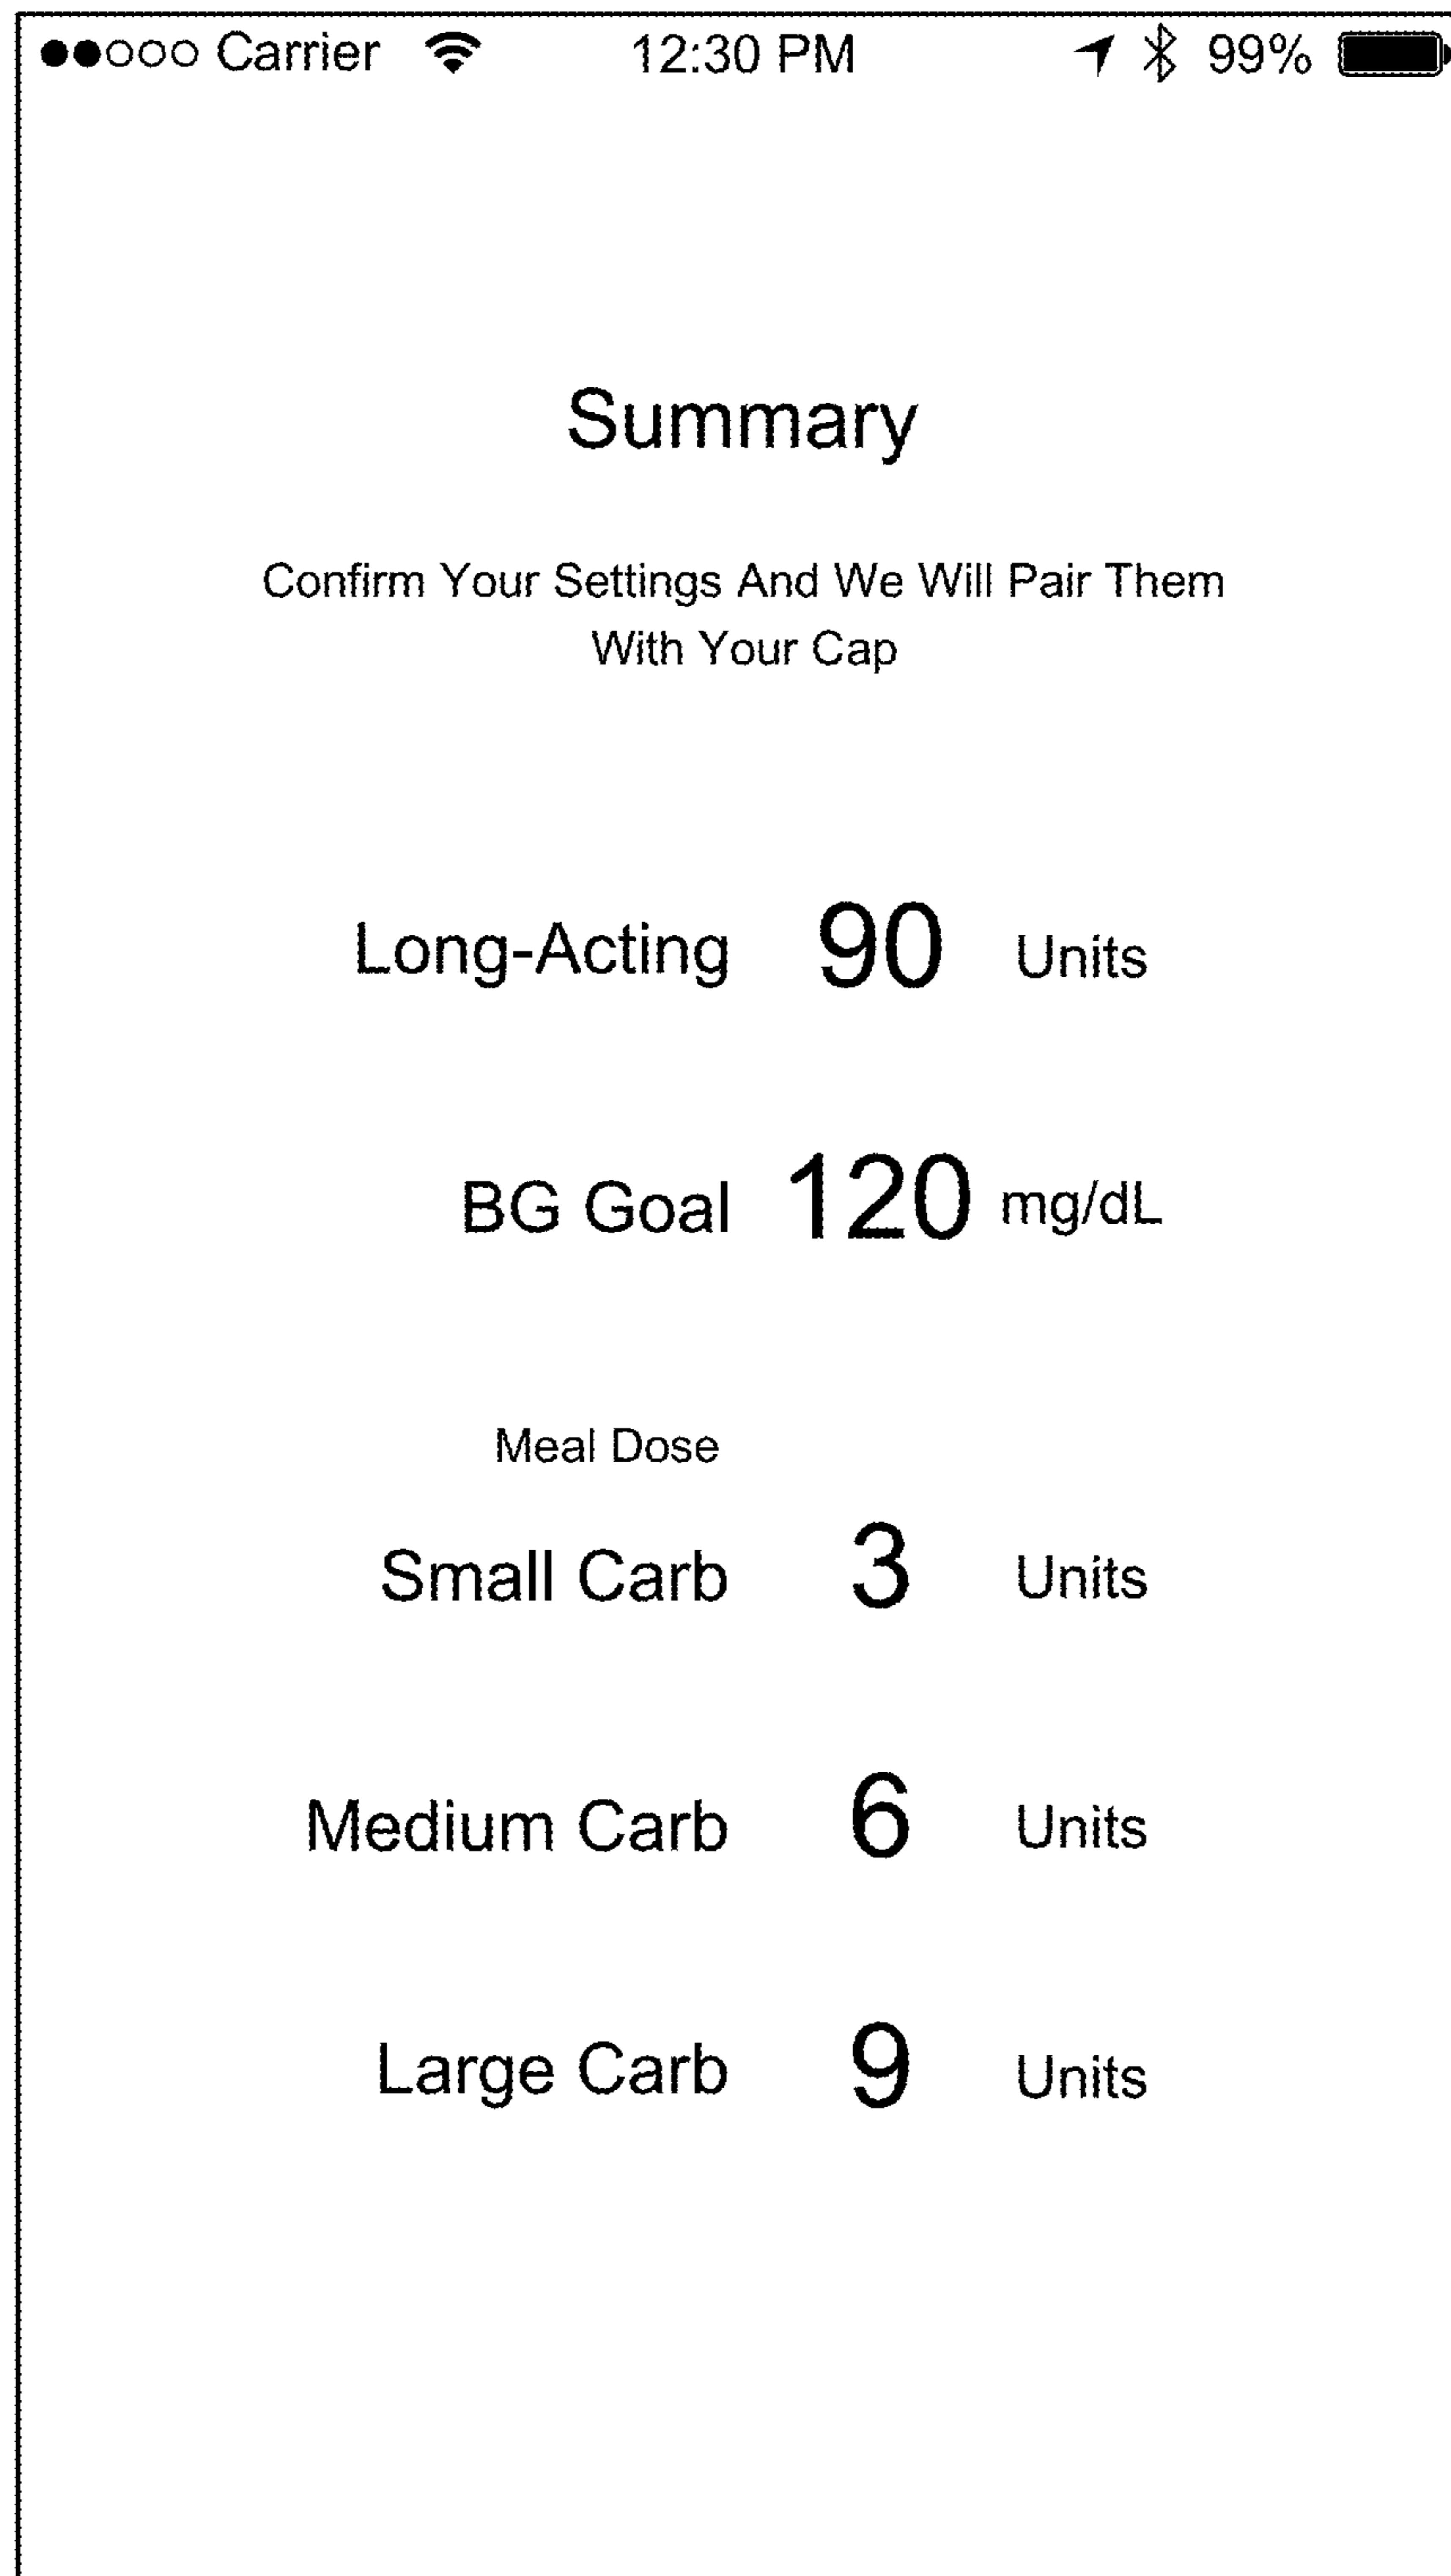 Carrier 12:30 PM 99%
Summary
Confirm Your Settings And We Will Pair Them
With Your Cap
Long-Acting 90 Units
BG Goal 120 mg/dL
Meal Dose
Small Carb 3 Units
Medium Carb 6 Units
Large Carb 9 Units